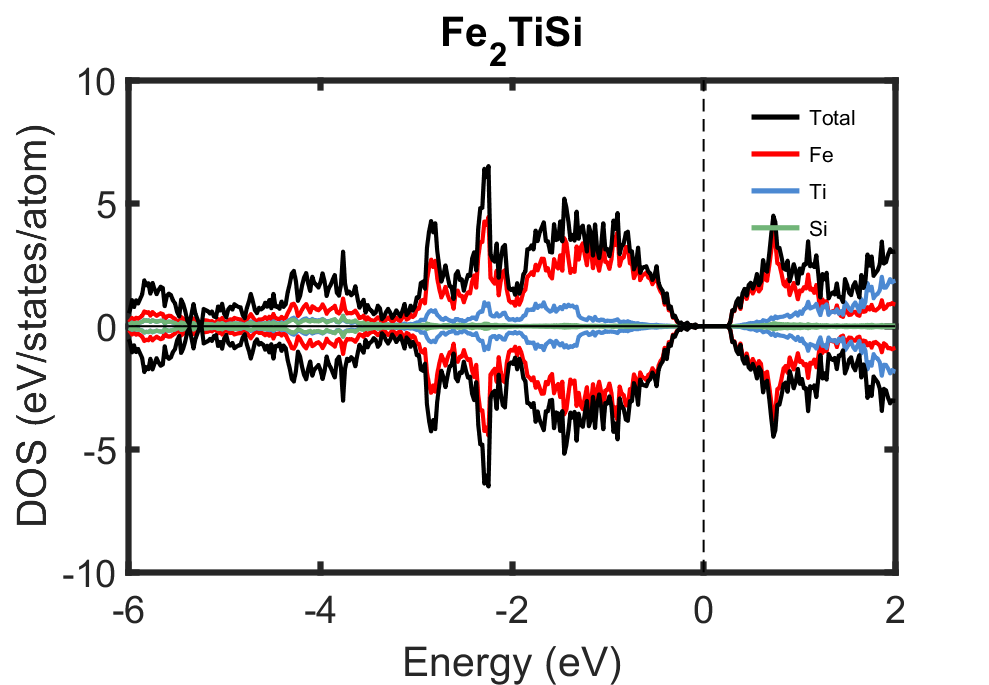 Fe₂TiSi
10
5
0
-5
-10
DOS (eV/states/atom)
Total
Fe
Ti
Si
-6 -4 -2 0 2
Energy (eV)